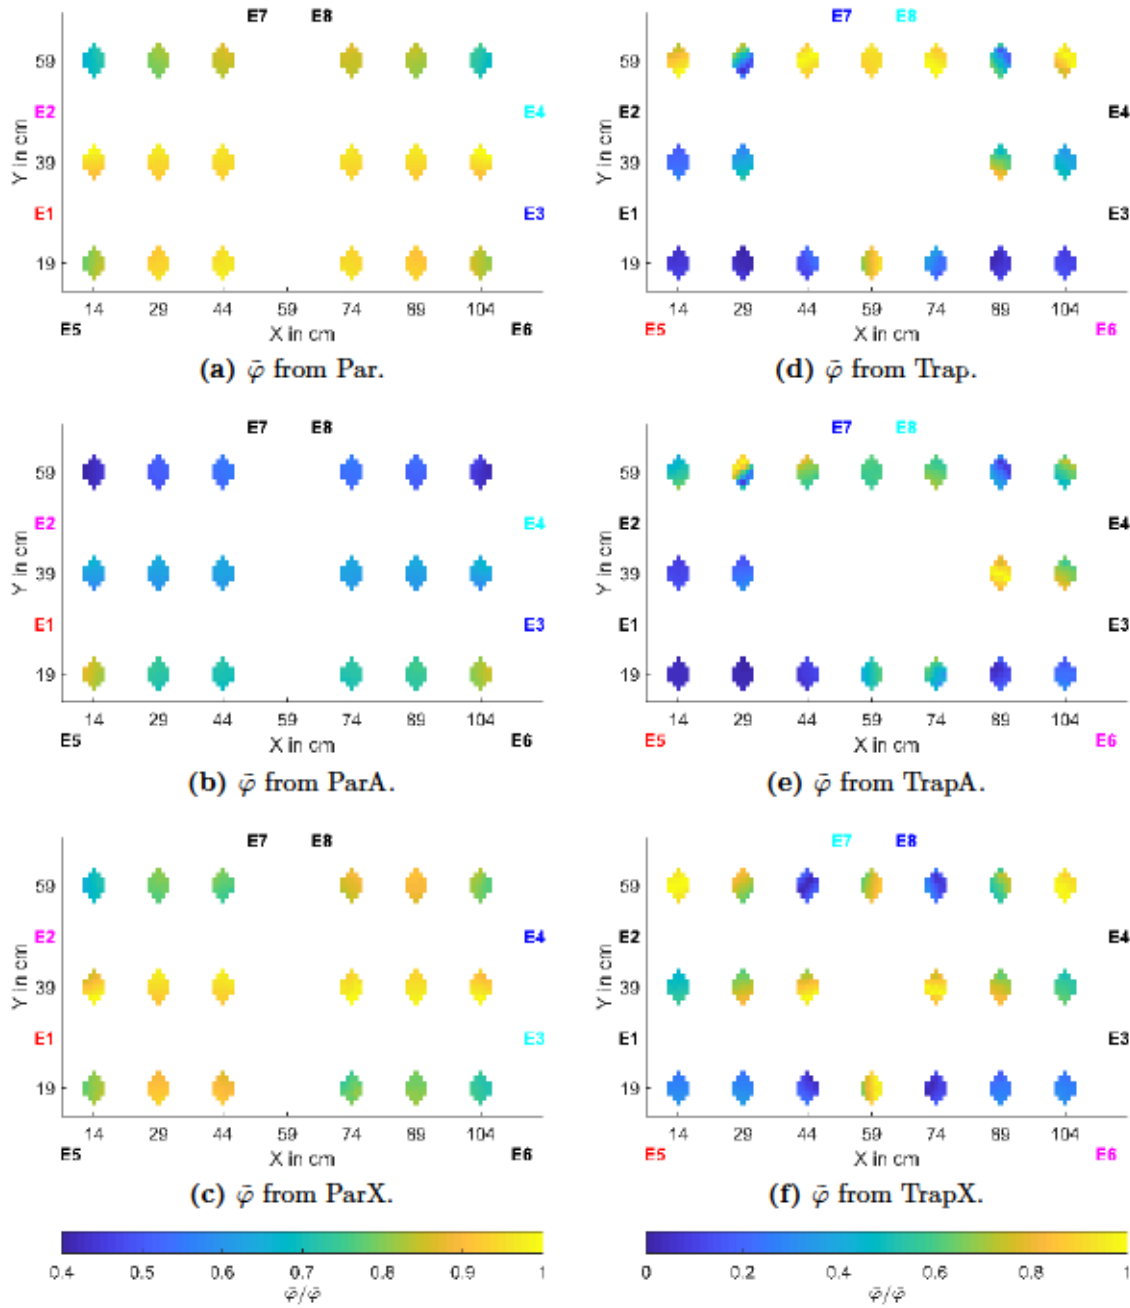 E7 E8
59
E2 E4
Y in cm
39
E1 E3
19
14 29 44 59 74 89 104
E5 X in cm E6
(a) φ̄ from Par.
E7 E8
59
E2 E4
Y in cm
39
E1 E3
19
14 29 44 59 74 89 104
E5 X in cm E6
(d) φ̄ from Trap.
E7 E8
59
E2 E4
Y in cm
39
E1 E3
19
14 29 44 59 74 89 104
E5 X in cm E6
(b) φ̄ from ParA.
E7 E8
59
E2 E4
Y in cm
39
E1 E3
19
14 29 44 59 74 89 104
E5 X in cm E6
(e) φ̄ from TrapA.
E7 E8
59
E2 E4
Y in cm
39
E1 E3
19
14 29 44 59 74 89 104
E5 X in cm E6
(c) φ̄ from ParX.
E7 E8
59
E2 E4
Y in cm
39
E1 E3
19
14 29 44 59 74 89 104
E5 X in cm E6
(f) φ̄ from TrapX.
0.4 0.5 0.6 0.7 0.8 0.9 1
φ̄/φ̂
0 0.2 0.4 0.6 0.8 1
φ̄/φ̂